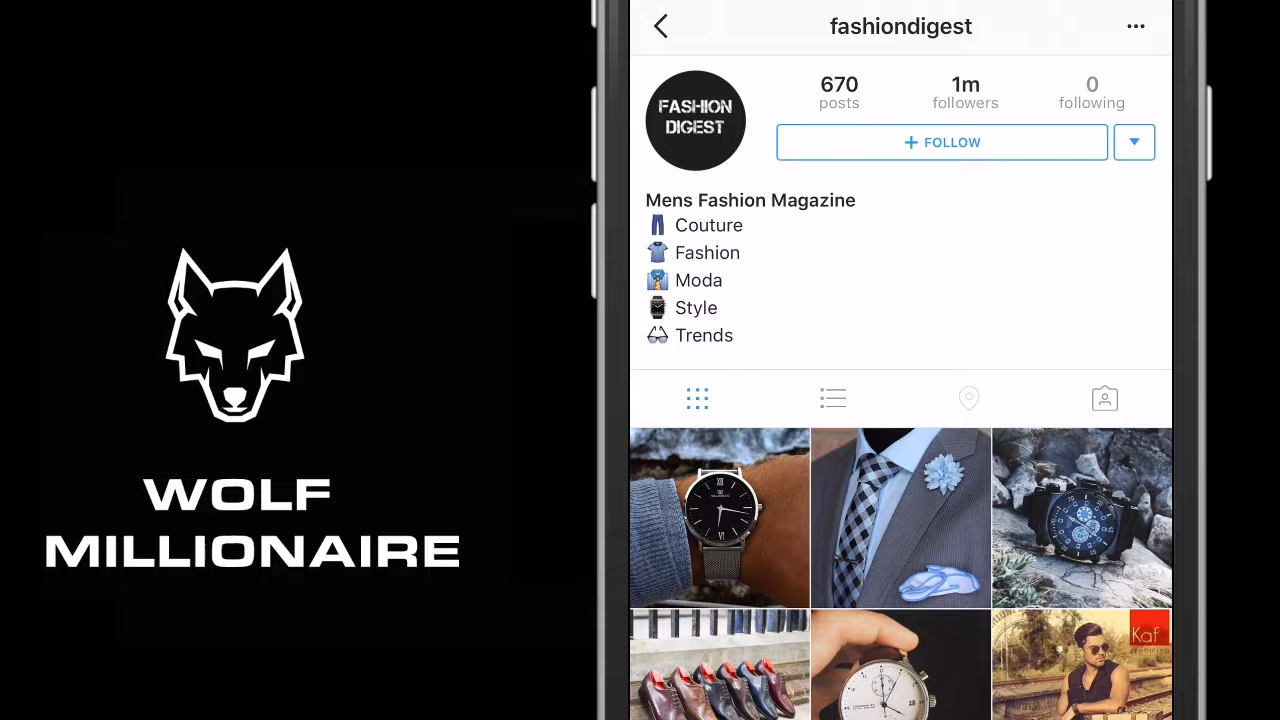 WOLF
MILLIONAIRE
fashiondigest
FASHION
DIGEST
670
posts
1m
followers
0
following
+ FOLLOW
Mens Fashion Magazine
Couture
Fashion
Moda
Style
Trends
Kaf
grooming